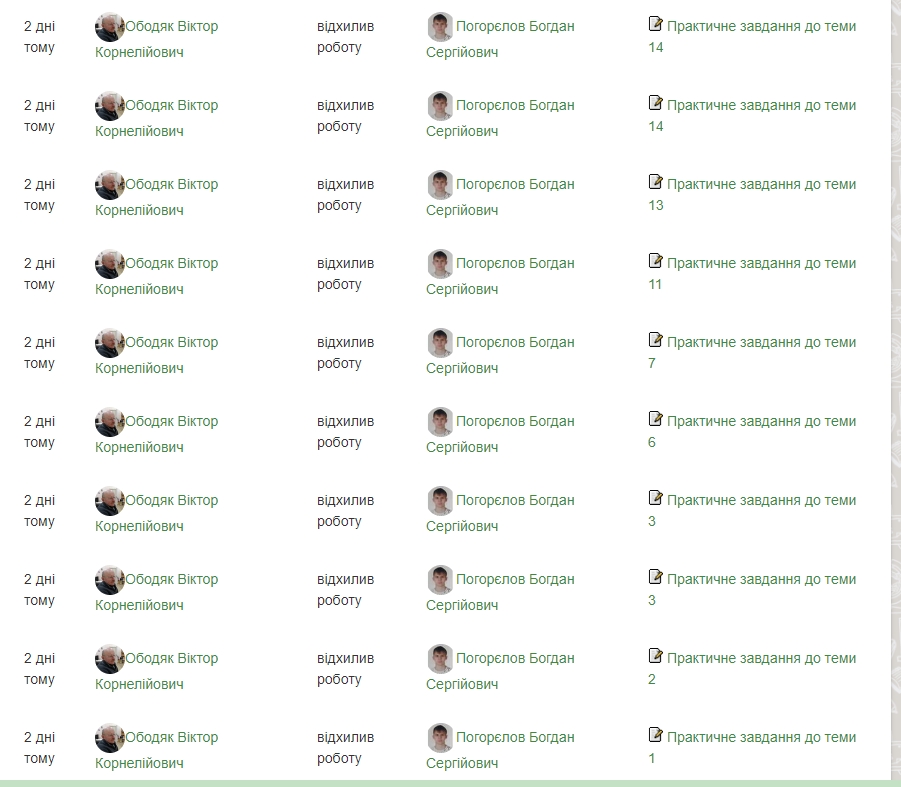 2 дні Ободяк Віктор відхилив Погорєлов Богдан Практичне завдання до теми
тому Корнелійович роботу Сергійович 14
2 дні Ободяк Віктор відхилив Погорєлов Богдан Практичне завдання до теми
тому Корнелійович роботу Сергійович 14
2 дні Ободяк Віктор відхилив Погорєлов Богдан Практичне завдання до теми
тому Корнелійович роботу Сергійович 13
2 дні Ободяк Віктор відхилив Погорєлов Богдан Практичне завдання до теми
тому Корнелійович роботу Сергійович 11
2 дні Ободяк Віктор відхилив Погорєлов Богдан Практичне завдання до теми
тому Корнелійович роботу Сергійович 7
2 дні Ободяк Віктор відхилив Погорєлов Богдан Практичне завдання до теми
тому Корнелійович роботу Сергійович 6
2 дні Ободяк Віктор відхилив Погорєлов Богдан Практичне завдання до теми
тому Корнелійович роботу Сергійович 3
2 дні Ободяк Віктор відхилив Погорєлов Богдан Практичне завдання до теми
тому Корнелійович роботу Сергійович 3
2 дні Ободяк Віктор відхилив Погорєлов Богдан Практичне завдання до теми
тому Корнелійович роботу Сергійович 2
2 дні Ободяк Віктор відхилив Погорєлов Богдан Практичне завдання до теми
тому Корнелійович роботу Сергійович 1